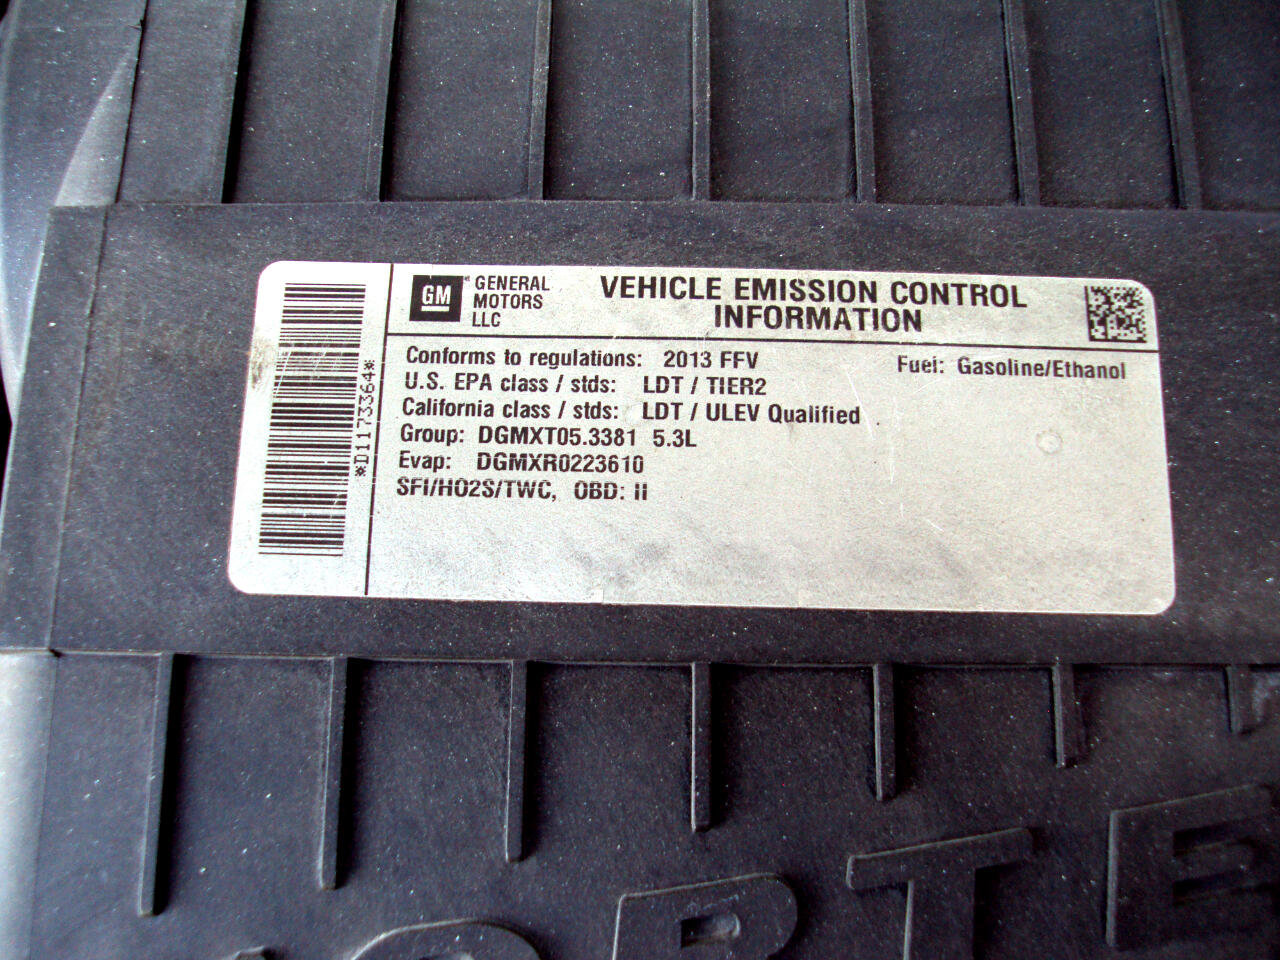 GM
GENERAL
MOTORS
LLC
VEHICLE EMISSION CONTROL
INFORMATION
Conforms to regulations: 2013 FFV
Fuel: Gasoline/Ethanol
U.S. EPA class / stds: LDT / TIER2
California class / stds: LDT / ULEV Qualified
Group: DGMXT05.3381 5.3L
Evap: DGMXR0223610
SFI/HO2S/TWC, OBD: II
*D11733364*